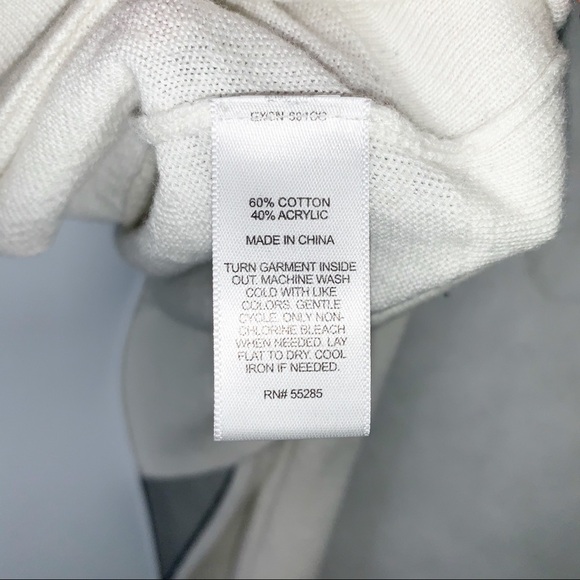 60% COTTON
40% ACRYLIC
MADE IN CHINA
TURN GARMENT INSIDE
OUT. MACHINE WASH
COLD WITH LIKE
COLORS. GENTLE
CYCLE. ONLY NON-
CHLORINE BLEACH
WHEN NEEDED. LAY
FLAT TO DRY. COOL
IRON IF NEEDED.
RN# 55285